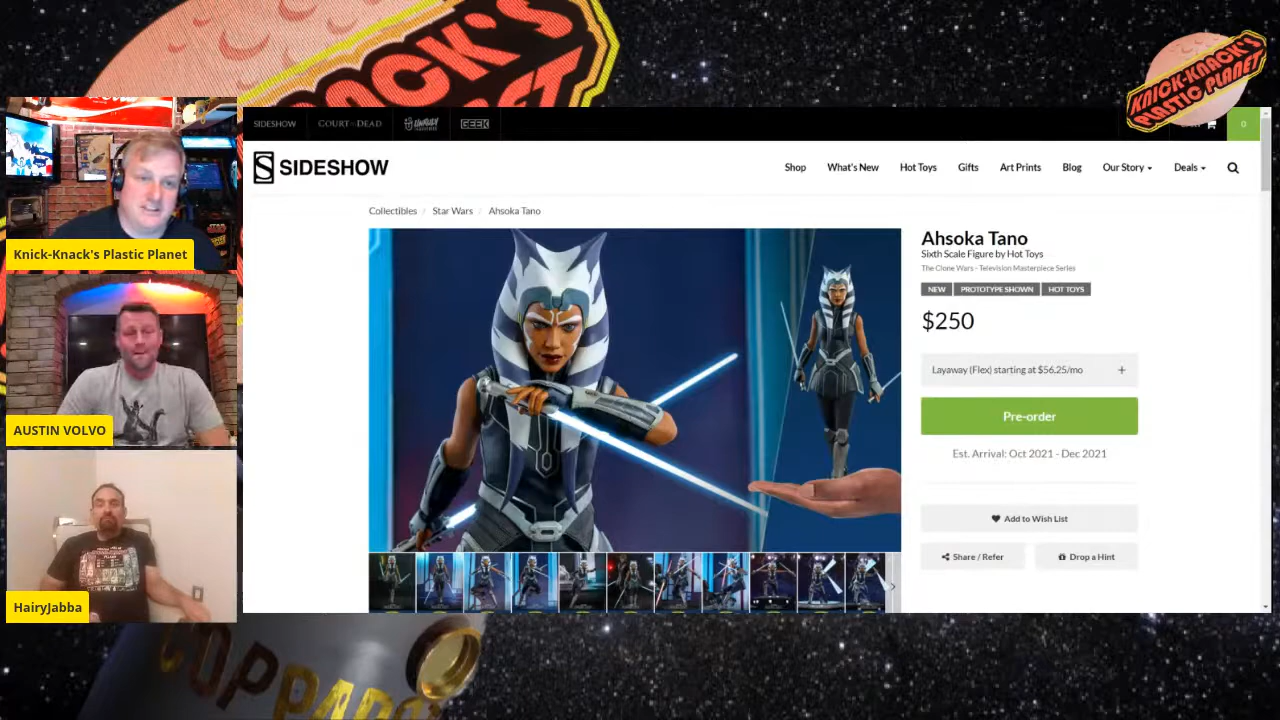 KNICK-KNACK'S
PLASTIC PLANET
SIDESHOW
COURT OF THE DEAD
UNRULY
GEEK
0
SIDESHOW
Shop
What's New
Hot Toys
Gifts
Art Prints
Blog
Our Story
Deals
Collectibles / Star Wars / Ahsoka Tano
Ahsoka Tano
Sixth Scale Figure by Hot Toys
The Clone Wars - Television Masterpiece Series
NEW
PROTOTYPE SHOWN
HOT TOYS
$250
Layaway (Flex) starting at $56.25/mo +
Pre-order
Est. Arrival: Oct 2021 - Dec 2021
Add to Wish List
Share / Refer
Drop a Hint
Knick-Knack's Plastic Planet
AUSTIN VOLVO
HairyJabba